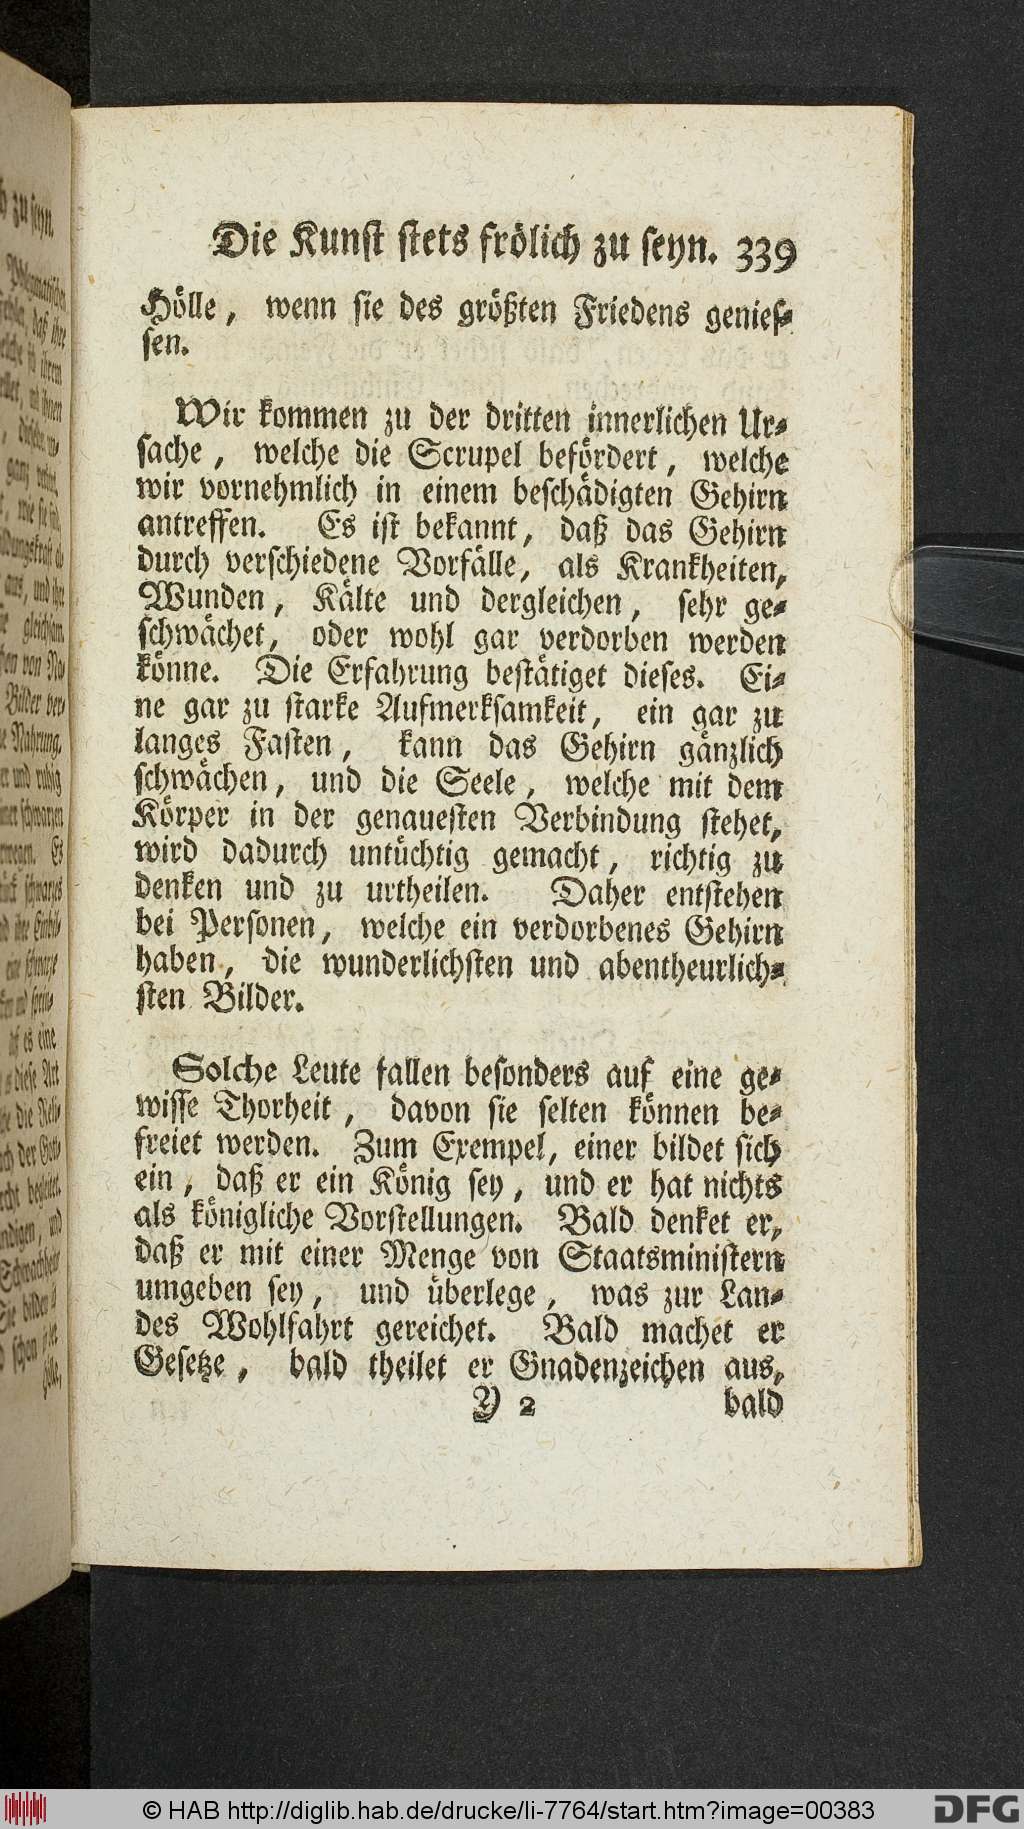 Die Kunst stets frölich zu seyn. 339
Hölle, wenn sie des größten Friedens genies-
sen.
Wir kommen zu der dritten innerlichen Ur-
sache, welche die Scrupel befördert, welche
wir vornehmlich in einem beschädigten Gehirn
antreffen. Es ist bekannt, daß das Gehirn
durch verschiedene Vorfälle, als Krankheiten,
Wunden, Kälte und dergleichen, sehr ge-
schwächet, oder wohl gar verdorben werden
könne. Die Erfahrung bestätiget dieses. Ei-
ne gar zu starke Aufmerksamkeit, ein gar zu
langes Fasten, kann das Gehirn gänzlich
schwächen, und die Seele, welche mit dem
Körper in der genauesten Verbindung stehet,
wird dadurch untüchtig gemacht, richtig zu
denken und zu urtheilen. Daher entstehen
bei Personen, welche ein verdorbenes Gehirn
haben, die wunderlichsten und abentheurlich-
sten Bilder.
Solche Leute fallen besonders auf eine ge-
wisse Thorheit, davon sie selten können be-
freiet werden. Zum Exempel, einer bildet sich
ein, daß er ein König sey, und er hat nichts
als königliche Vorstellungen. Bald denket er,
daß er mit einer Menge von Staatsministern
umgeben sey, und überlege, was zur Lan-
des Wohlfahrt gereichet. Bald machet er
Gesetze, bald theilet er Gnadenzeichen aus,
Y 2 bald
© HAB http://diglib.hab.de/drucke/li-7764/start.htm?image=00383
DFG